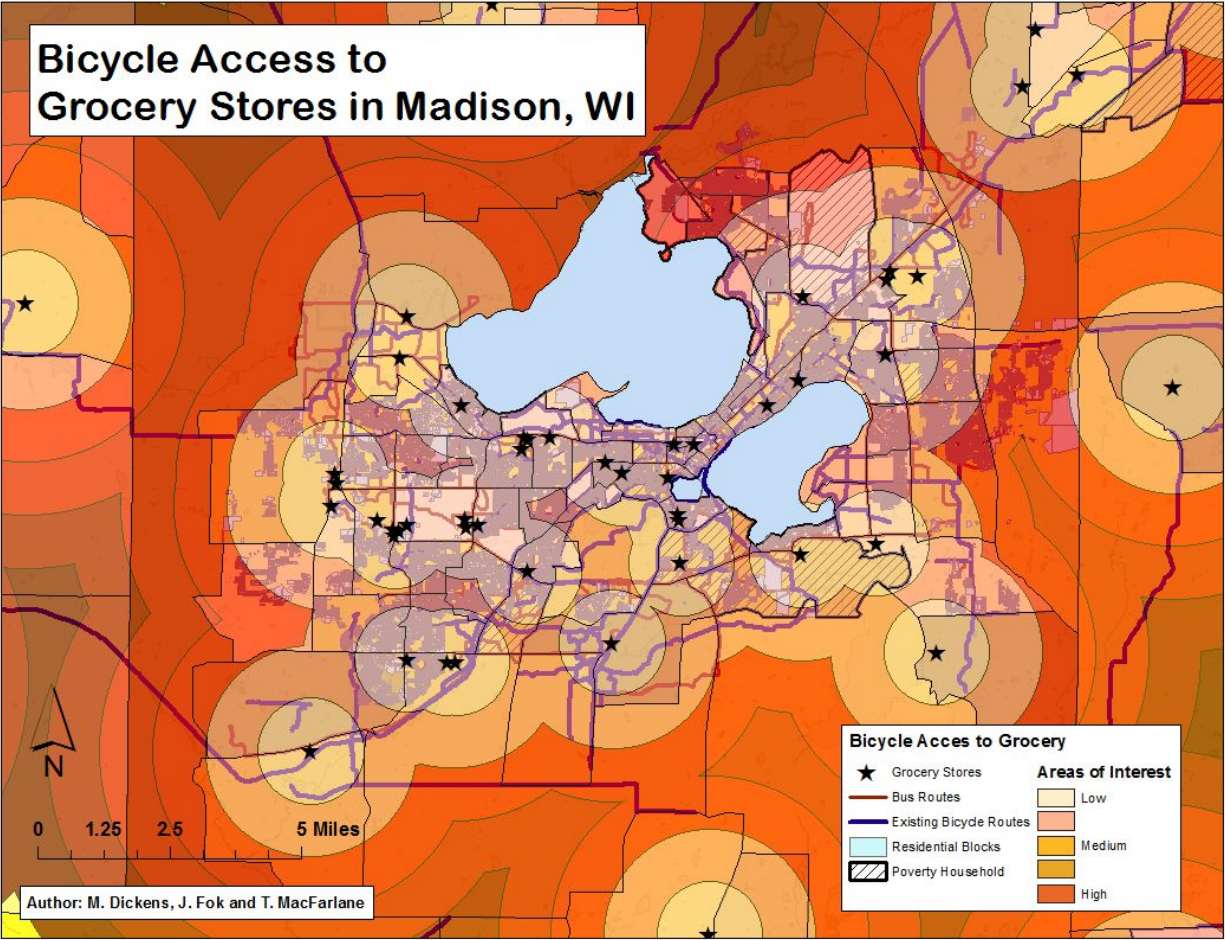 Bicycle Access to
Grocery Stores in Madison, WI
N
0 1.25 2.5 5 Miles
Author: M. Dickens, J. Fok and T. MacFarlane
Bicycle Acces to Grocery
Grocery Stores
Bus Routes
Existing Bicycle Routes
Residential Blocks
Poverty Household
Areas of Interest
Low
Medium
High